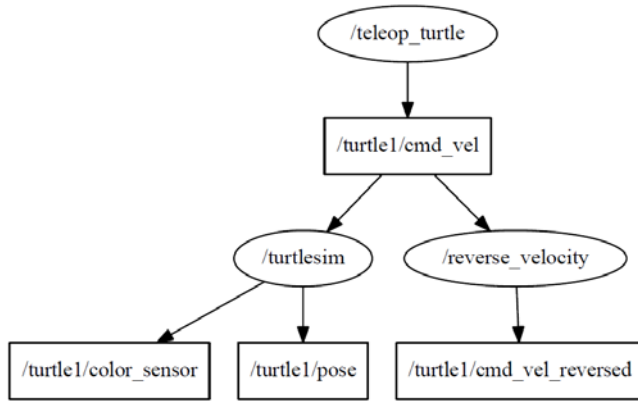 /teleop_turtle
/turtle1/cmd_vel
/turtlesim
/reverse_velocity
/turtle1/color_sensor
/turtle1/pose
/turtle1/cmd_vel_reversed